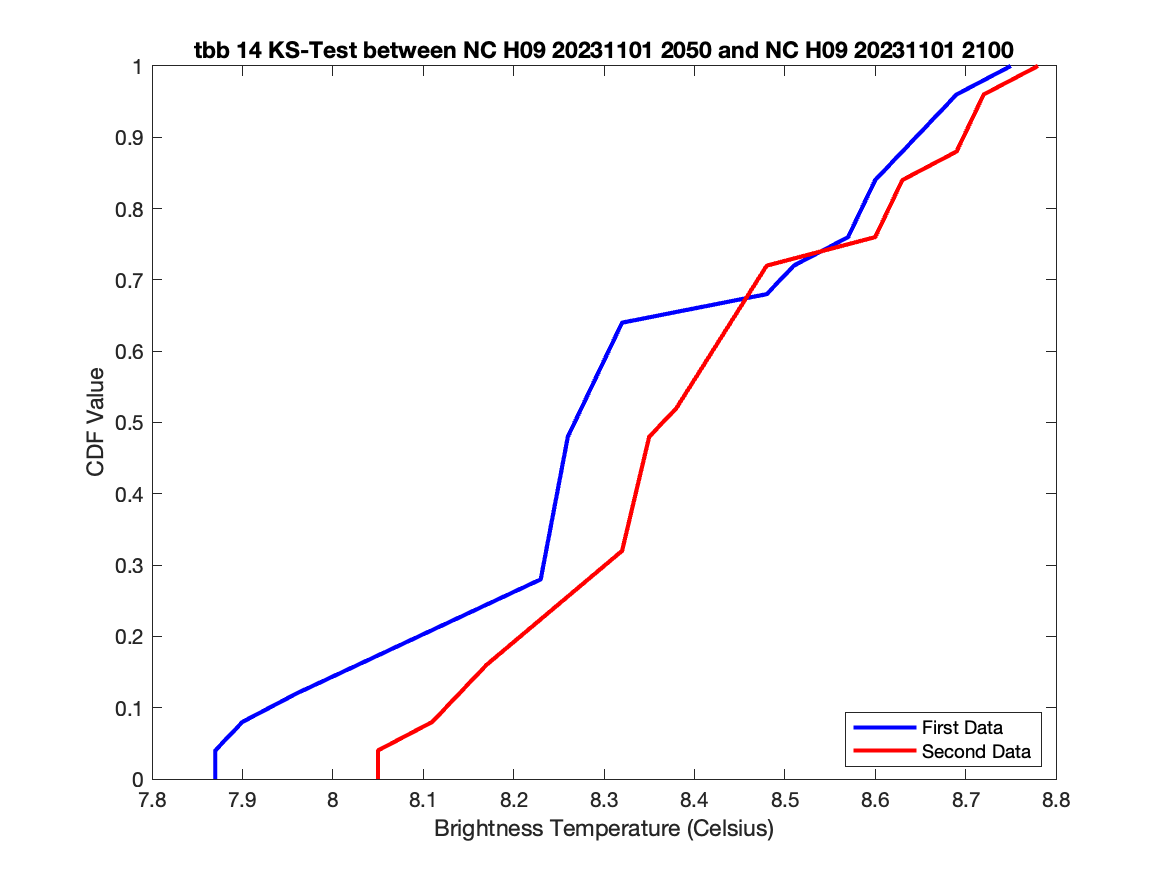 tbb 14 KS-Test between NC H09 20231101 2050 and NC H09 20231101 2100
1
0.9
0.8
0.7
0.6
0.5
0.4
0.3
0.2
0.1
0
CDF Value
First Data
Second Data
7.8 7.9 8 8.1 8.2 8.3 8.4 8.5 8.6 8.7 8.8
Brightness Temperature (Celsius)